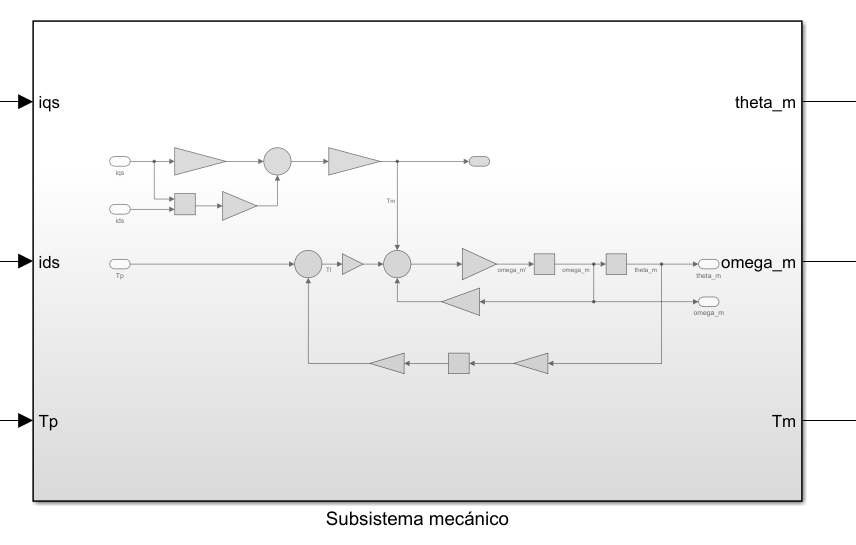 iqs
theta_m
iqs
ids
Tm
ids
omega_m
Tp
Tl
omega_m'
omega_m
theta_m
theta_m
omega_m
Tp
Tm
Subsistema mecánico